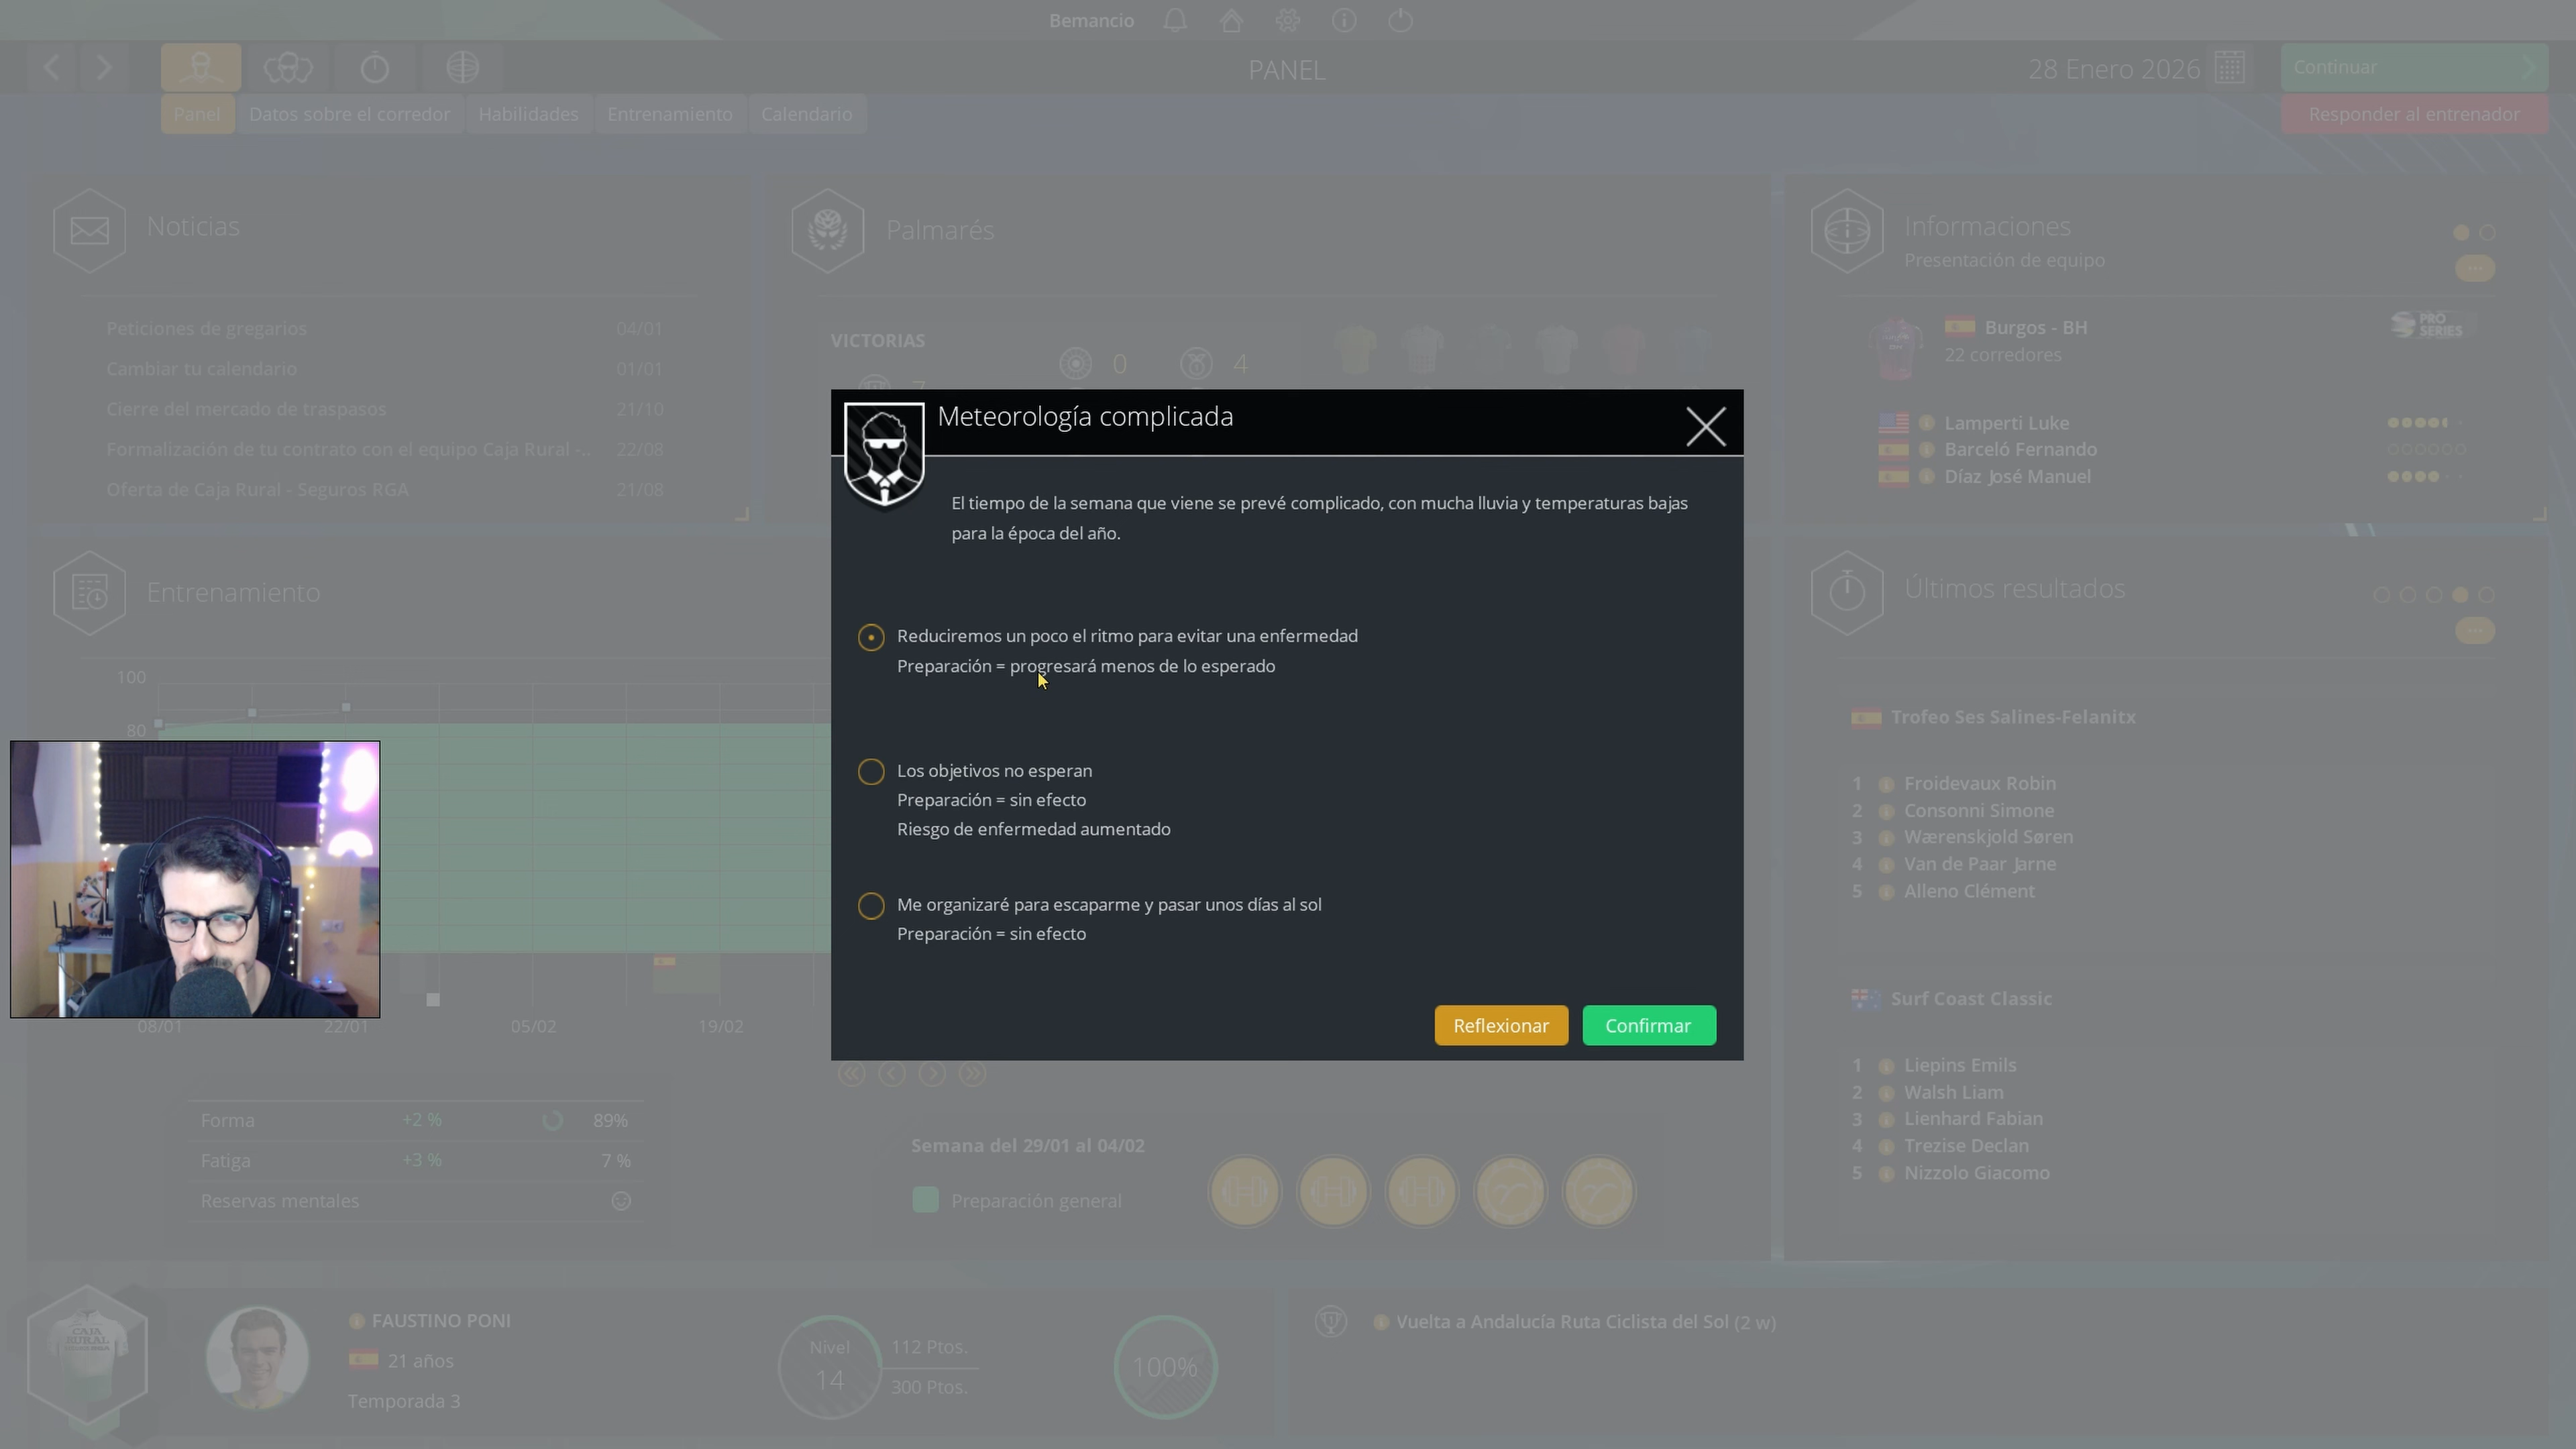 Bemancio
PANEL
28 Enero 2026
Continuar
Panel
Datos sobre el corredor
Habilidades
Entrenamiento
Calendario
Responder al entrenador
Noticias
Peticiones de gregarios 04/01
Cambiar tu calendario 01/01
Cierre del mercado de traspasos 21/10
Formalización de tu contrato con el equipo Caja Rural -.. 22/08
Oferta de Caja Rural - Seguros RGA 21/08
Palmarés
VICTORIAS
7
0
4
Informaciones
Presentación de equipo
Burgos - BH
22 corredores
PRO
SERIES
Lamperti Luke
Barceló Fernando
Díaz José Manuel
Meteorología complicada
El tiempo de la semana que viene se prevé complicado, con mucha lluvia y temperaturas bajas
para la época del año.
Reduciremos un poco el ritmo para evitar una enfermedad
Preparación = progresará menos de lo esperado
Los objetivos no esperan
Preparación = sin efecto
Riesgo de enfermedad aumentado
Me organizaré para escaparme y pasar unos días al sol
Preparación = sin efecto
Reflexionar
Confirmar
Entrenamiento
100
80
08/01
22/01
05/02
19/02
Forma +2 % 89%
Fatiga +3 % 7 %
Reservas mentales
Semana del 29/01 al 04/02
Preparación general
Últimos resultados
Trofeo Ses Salines-Felanitx
1 Froidevaux Robin
2 Consonni Simone
3 Wærenskjold Søren
4 Van de Paar Jarne
5 Alleno Clément
Surf Coast Classic
1 Liepins Emils
2 Walsh Liam
3 Lienhard Fabian
4 Trezise Declan
5 Nizzolo Giacomo
CAJA
RURAL
FAUSTINO PONI
21 años
Temporada 3
Nivel
14
112 Ptos.
300 Ptos.
100%
Vuelta a Andalucía Ruta Ciclista del Sol (2 w)